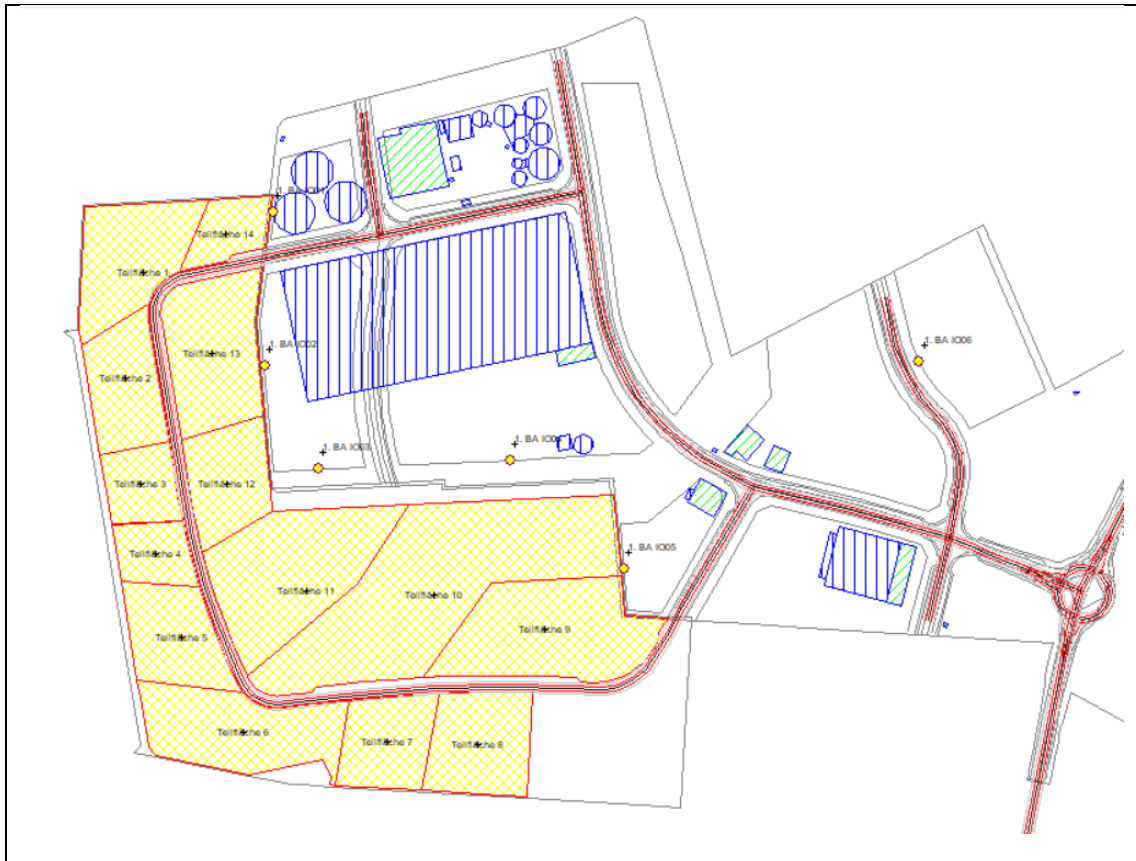 1. BA IO01
Teilfläche 14
Teilfläche 1
1. BA IO02
1. BA IO06
Teilfläche 13
Teilfläche 2
1. BA IO03
1. BA IO04
Teilfläche 3
Teilfläche 12
Teilfläche 4
1. BA IO05
Teilfläche 11
Teilfläche 10
Teilfläche 9
Teilfläche 5
Teilfläche 6
Teilfläche 7
Teilfläche 8